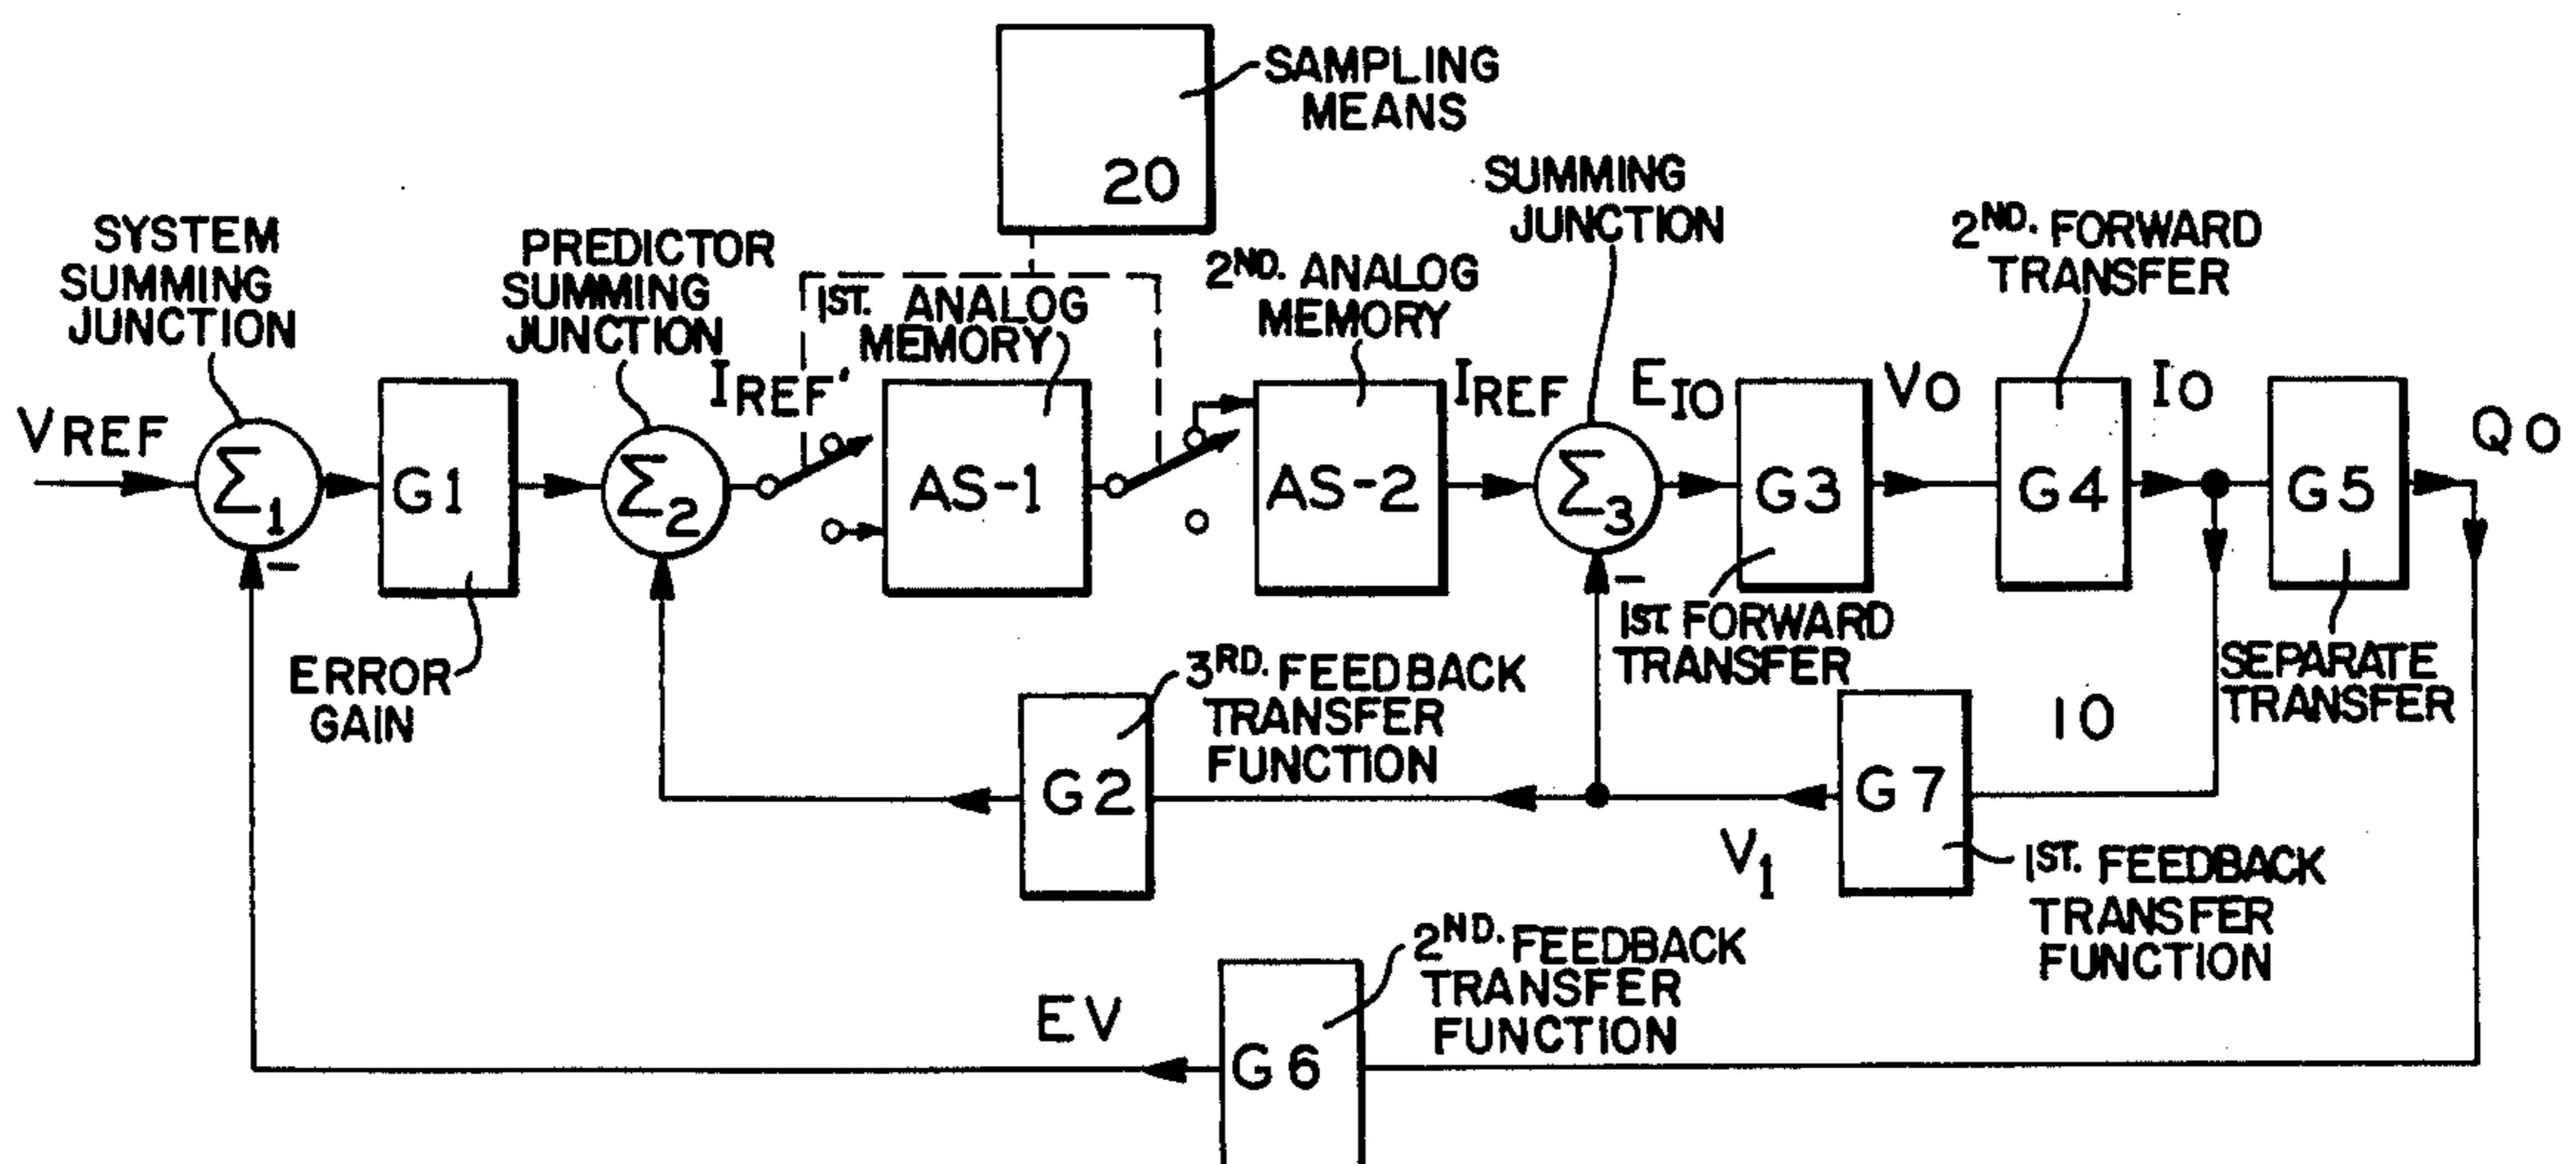 SAMPLING
MEANS
20
SYSTEM
SUMMING
JUNCTION
PREDICTOR
SUMMING
JUNCTION
1ST. ANALOG
MEMORY
2ND. ANALOG
MEMORY
SUMMING
JUNCTION
2ND. FORWARD
TRANSFER
VREF
Σ1
G1
Σ2
IREF'
AS-1
AS-2
IREF
Σ3
EIO
G3
VO
G4
IO
G5
QO
-
-
ERROR
GAIN
1ST. FORWARD
TRANSFER
SEPARATE
TRANSFER
3RD. FEEDBACK
TRANSFER
FUNCTION
G2
V1
G7
10
1ST. FEEDBACK
TRANSFER
FUNCTION
2ND. FEEDBACK
TRANSFER
FUNCTION
EV
G6